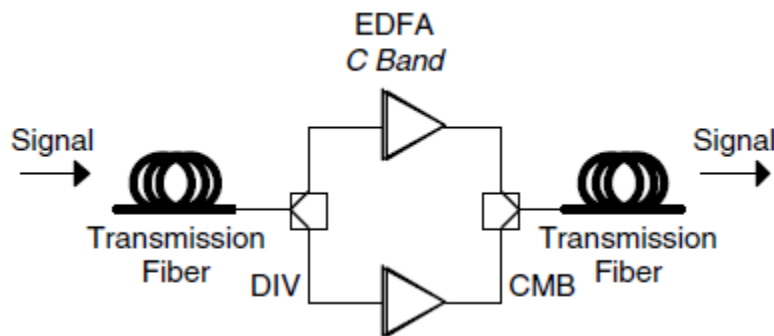 EDFA
C Band
Signal
Signal
Transmission
Fiber
Transmission
Fiber
DIV
CMB